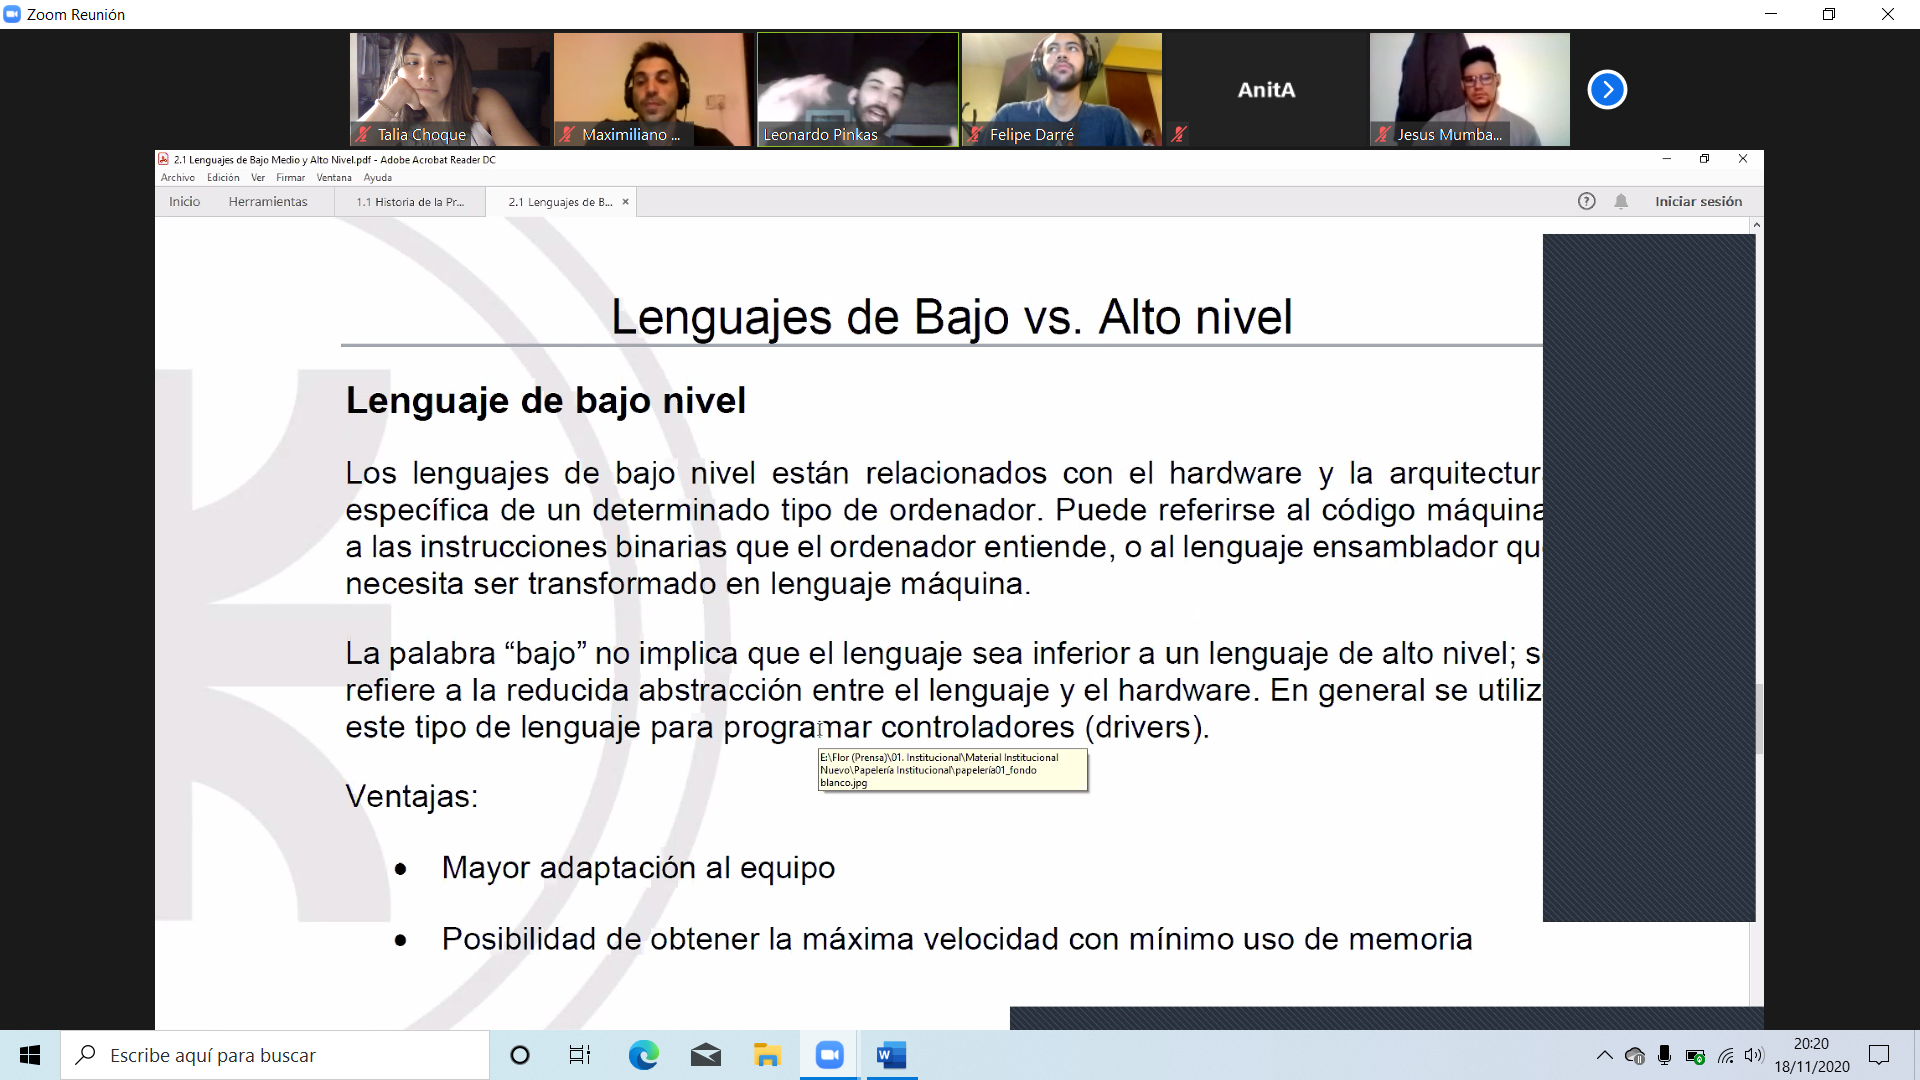 Zoom Reunión
Talia Choque
Maximiliano ...
Leonardo Pinkas
Felipe Darré
AnitA
Jesus Mumba...
2.1 Lenguajes de Bajo Medio y Alto Nivel.pdf - Adobe Acrobat Reader DC
Archivo Edición Ver Firmar Ventana Ayuda
Inicio Herramientas 1.1 Historia de la Pr... 2.1 Lenguajes de B... × Iniciar sesión
Lenguajes de Bajo vs. Alto nivel
Lenguaje de bajo nivel
Los lenguajes de bajo nivel están relacionados con el hardware y la arquitectur
específica de un determinado tipo de ordenador. Puede referirse al código máquina
a las instrucciones binarias que el ordenador entiende, o al lenguaje ensamblador qu
necesita ser transformado en lenguaje máquina.
La palabra “bajo” no implica que el lenguaje sea inferior a un lenguaje de alto nivel; s
refiere a la reducida abstracción entre el lenguaje y el hardware. En general se utiliz
este tipo de lenguaje para programar controladores (drivers).
E:\Flor (Prensa)\01. Institucional\Material Institucional
Nuevo\Papelería Institucional\papelería01_fondo
blanco.jpg
Ventajas:
• Mayor adaptación al equipo
• Posibilidad de obtener la máxima velocidad con mínimo uso de memoria
Escribe aquí para buscar
20:20
18/11/2020